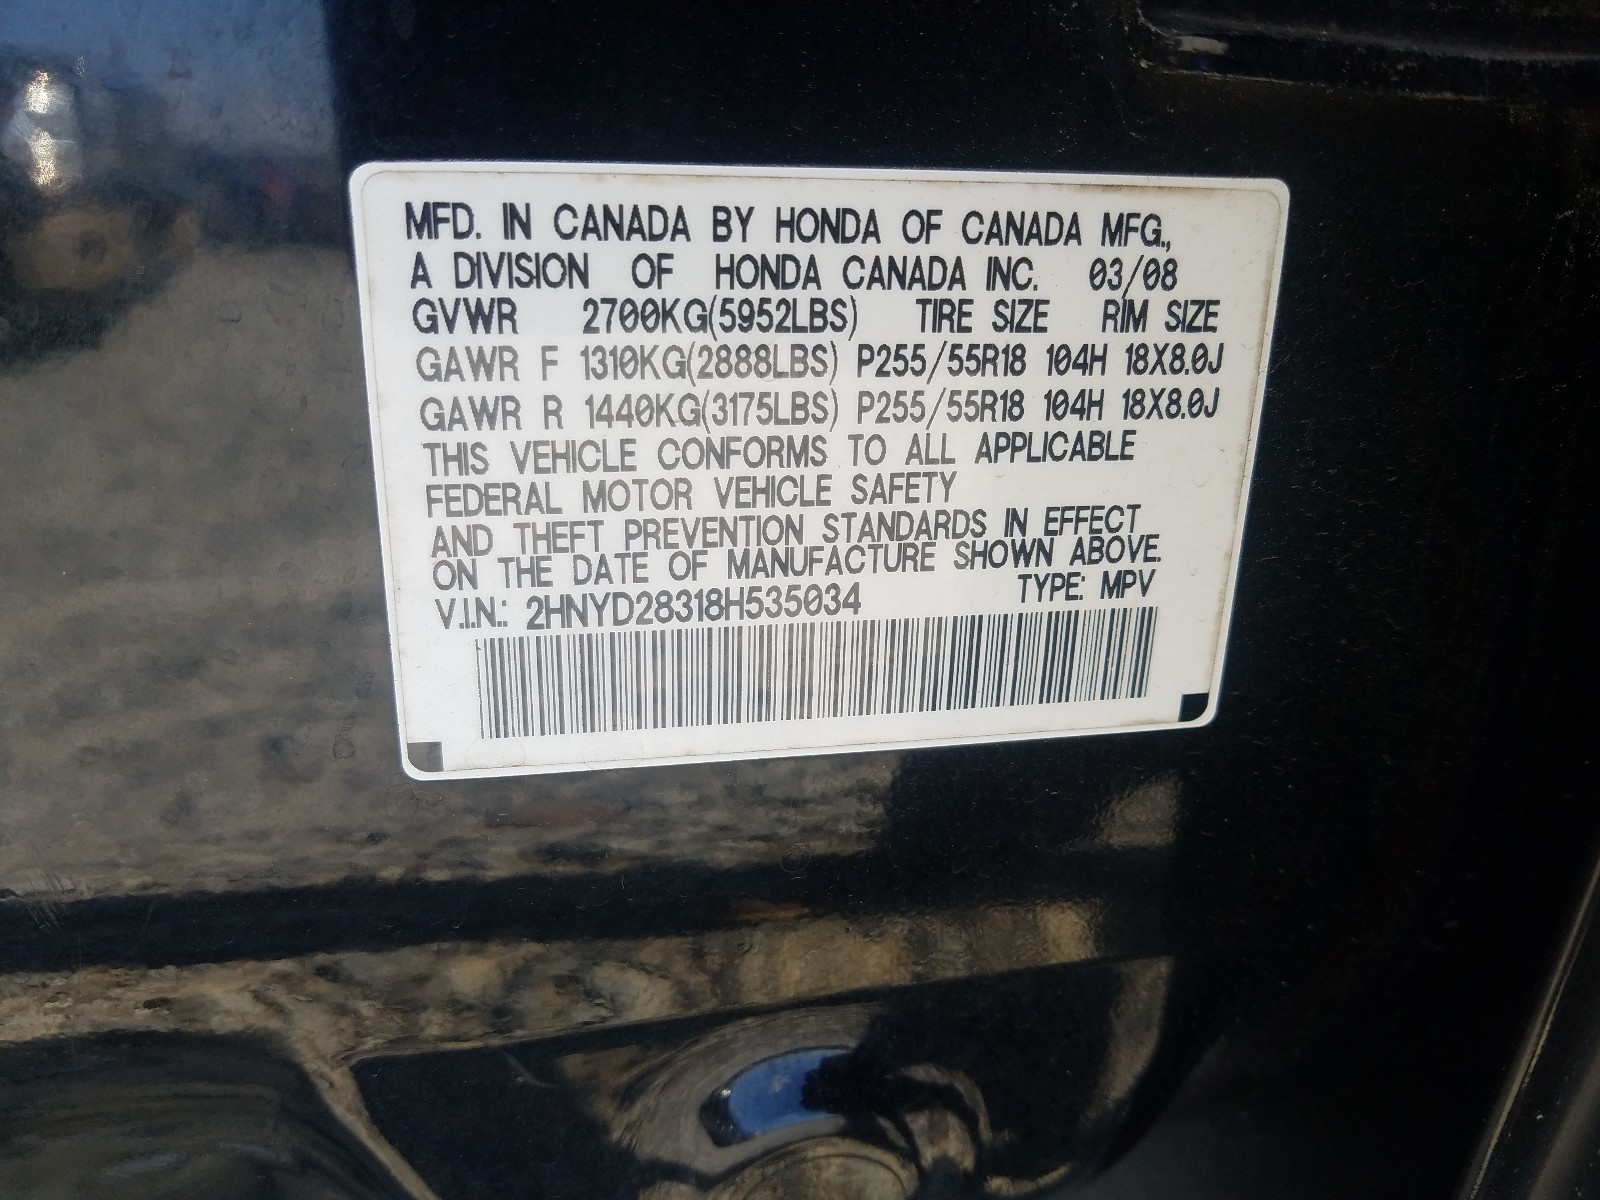 MFD. IN CANADA BY HONDA OF CANADA MFG.,
A DIVISION OF HONDA CANADA INC. 03/08
GVWR 2700KG(5952LBS) TIRE SIZE RIM SIZE
GAWR F 1310KG(2888LBS) P255/55R18 104H 18X8.0J
GAWR R 1440KG(3175LBS) P255/55R18 104H 18X8.0J
THIS VEHICLE CONFORMS TO ALL APPLICABLE
FEDERAL MOTOR VEHICLE SAFETY
AND THEFT PREVENTION STANDARDS IN EFFECT
ON THE DATE OF MANUFACTURE SHOWN ABOVE.
V.I.N.: 2HNYD28318H535034 TYPE: MPV